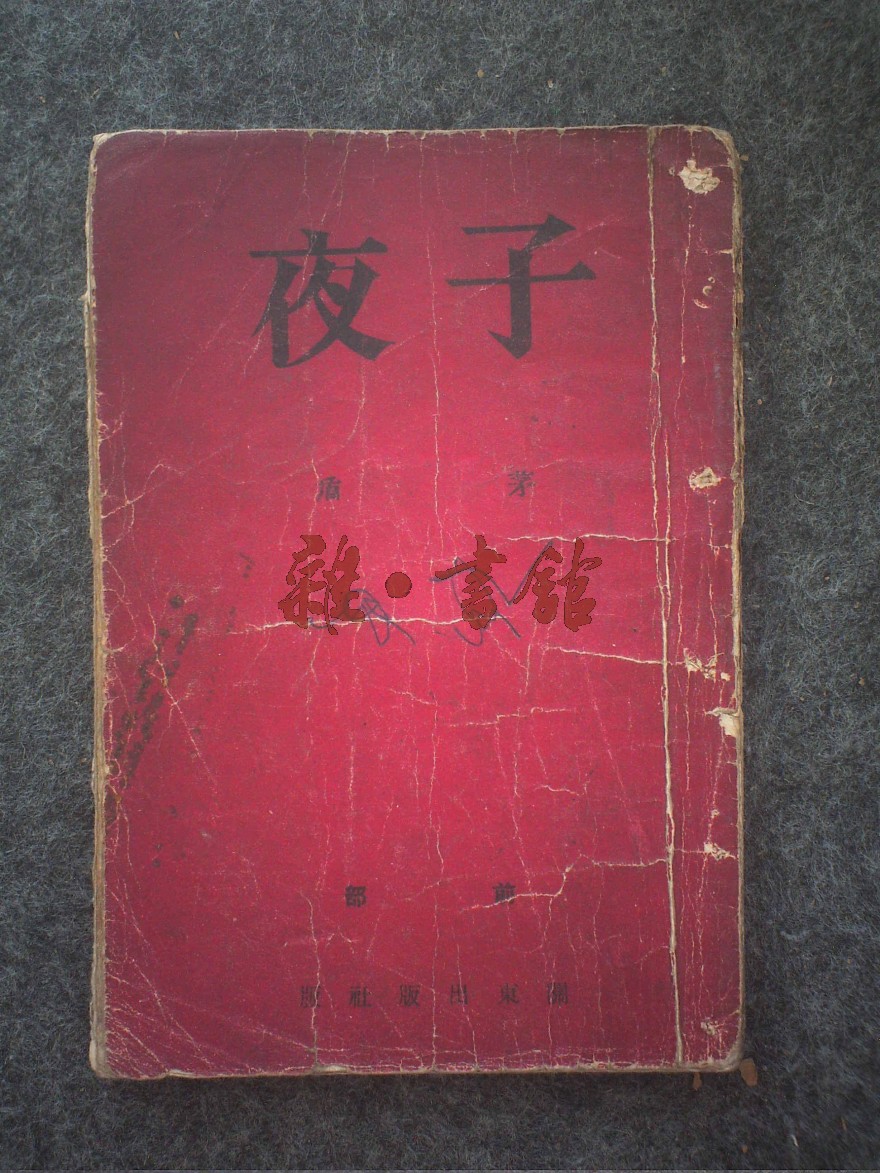 子夜
茅盾
雜·書館
前部
關東出版社版